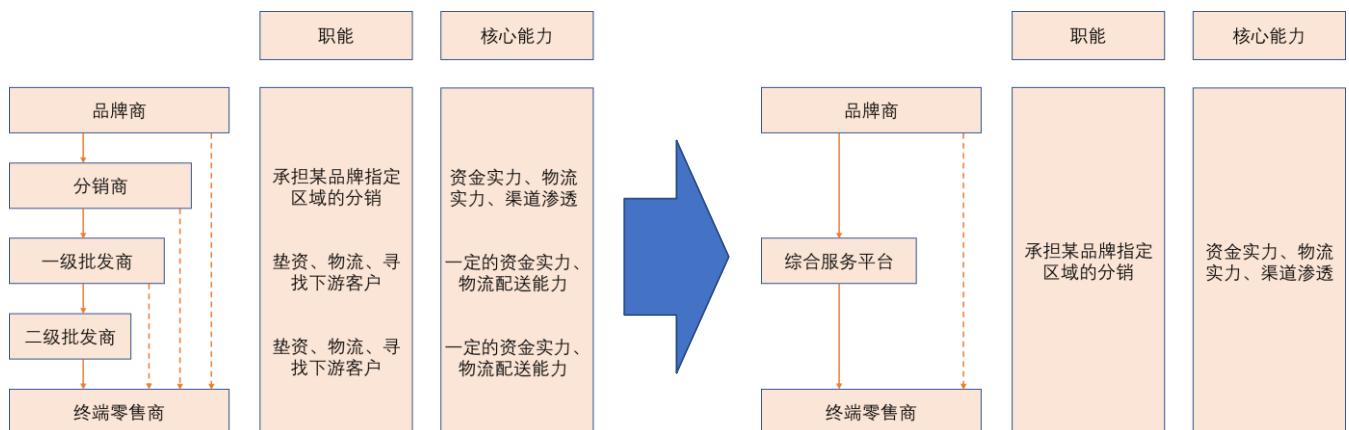 职能
核心能力
品牌商
分销商
一级批发商
二级批发商
终端零售商
承担某品牌指定
区域的分销
垫资、物流、寻
找下游客户
垫资、物流、寻
找下游客户
资金实力、物流
实力、渠道渗透
一定的资金实力、
物流配送能力
一定的资金实力、
物流配送能力
职能
核心能力
品牌商
综合服务平台
终端零售商
承担某品牌指定
区域的分销
资金实力、物流
实力、渠道渗透